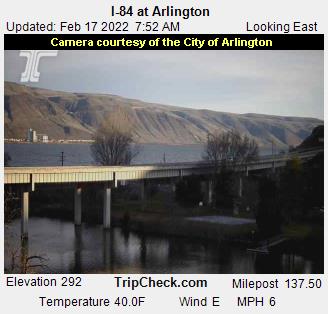 I-84 at Arlington
Updated: Feb 17 2022 7:52 AM Looking East
Camera courtesy of the City of Arlington
Elevation 292 TripCheck.com Milepost 137.50
Temperature 40.0F Wind E MPH 6